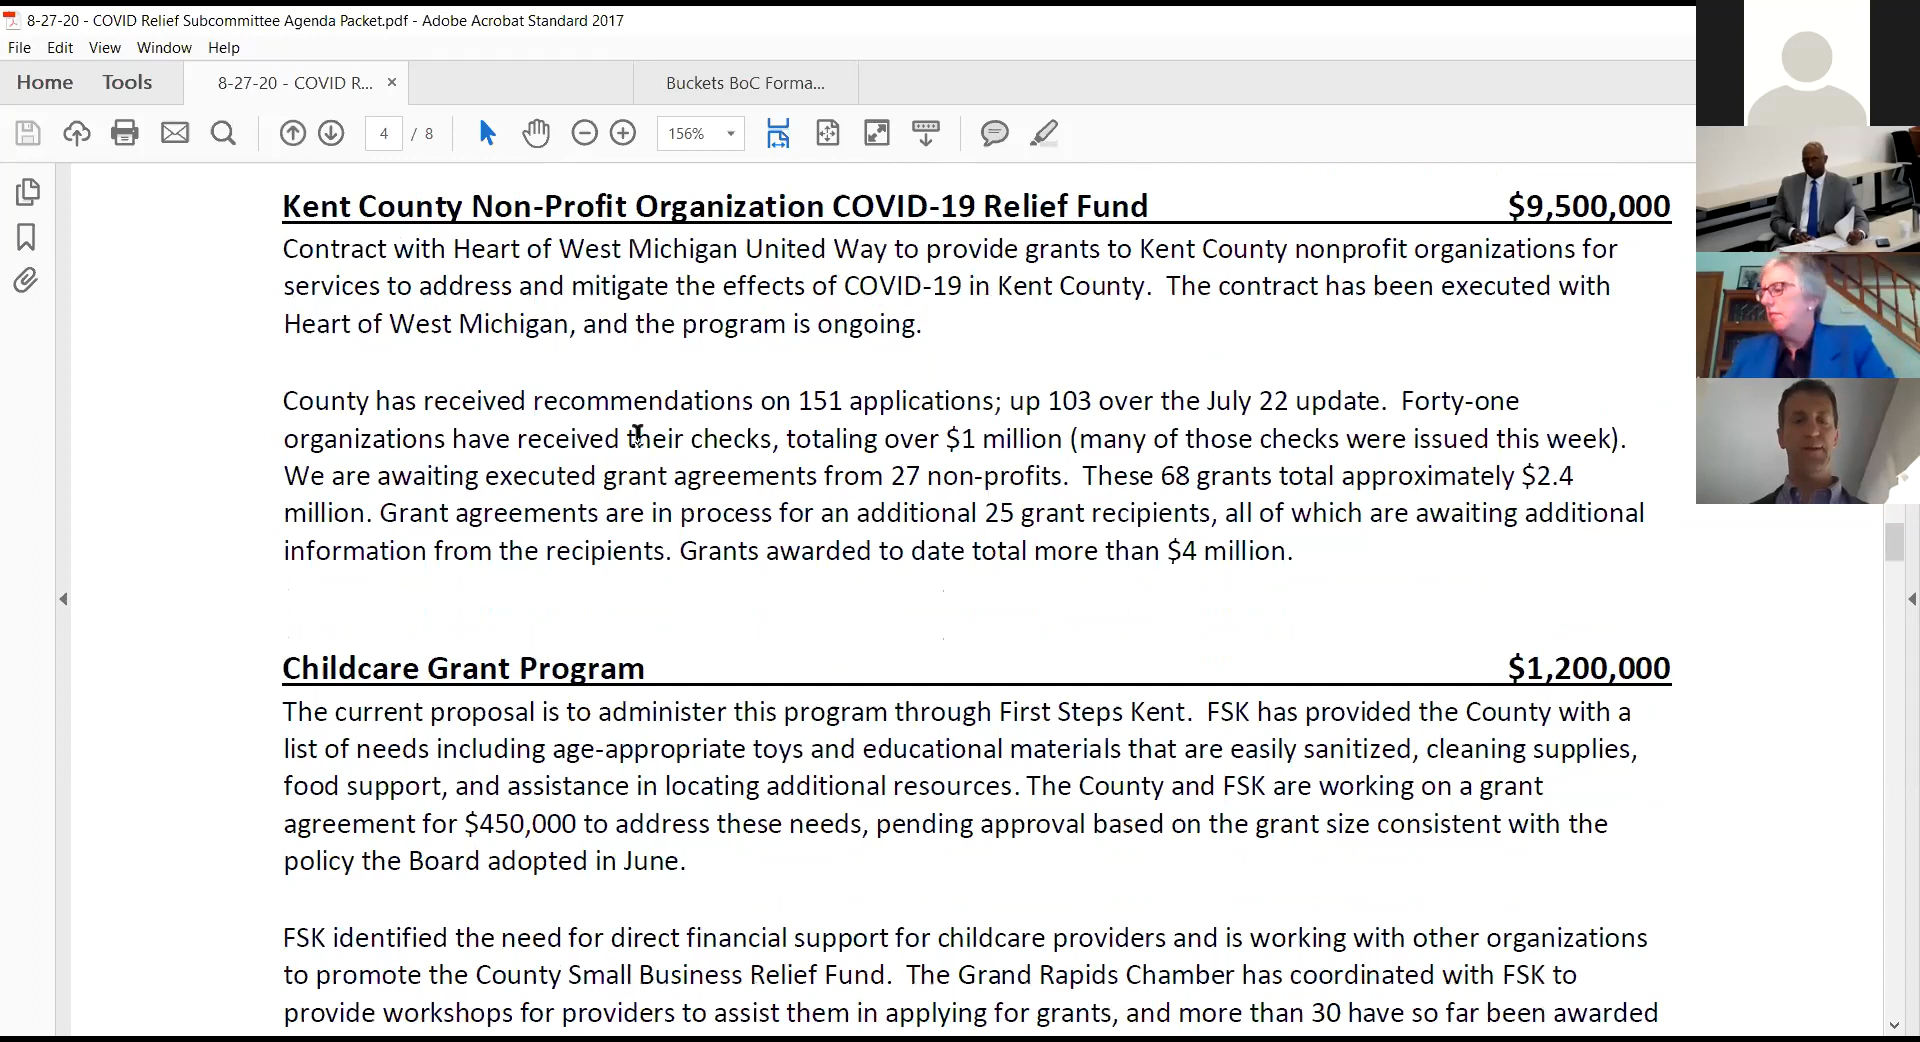 8-27-20 - COVID Relief Subcommittee Agenda Packet.pdf - Adobe Acrobat Standard 2017
File Edit View Window Help
Home Tools 8-27-20 - COVID R... × Buckets BoC Forma...
4 / 8 156%
Kent County Non-Profit Organization COVID-19 Relief Fund $9,500,000
Contract with Heart of West Michigan United Way to provide grants to Kent County nonprofit organizations for
services to address and mitigate the effects of COVID-19 in Kent County. The contract has been executed with
Heart of West Michigan, and the program is ongoing.
County has received recommendations on 151 applications; up 103 over the July 22 update. Forty-one
organizations have received their checks, totaling over $1 million (many of those checks were issued this week).
We are awaiting executed grant agreements from 27 non-profits. These 68 grants total approximately $2.4
million. Grant agreements are in process for an additional 25 grant recipients, all of which are awaiting additional
information from the recipients. Grants awarded to date total more than $4 million.
Childcare Grant Program $1,200,000
The current proposal is to administer this program through First Steps Kent. FSK has provided the County with a
list of needs including age-appropriate toys and educational materials that are easily sanitized, cleaning supplies,
food support, and assistance in locating additional resources. The County and FSK are working on a grant
agreement for $450,000 to address these needs, pending approval based on the grant size consistent with the
policy the Board adopted in June.
FSK identified the need for direct financial support for childcare providers and is working with other organizations
to promote the County Small Business Relief Fund. The Grand Rapids Chamber has coordinated with FSK to
provide workshops for providers to assist them in applying for grants, and more than 30 have so far been awarded